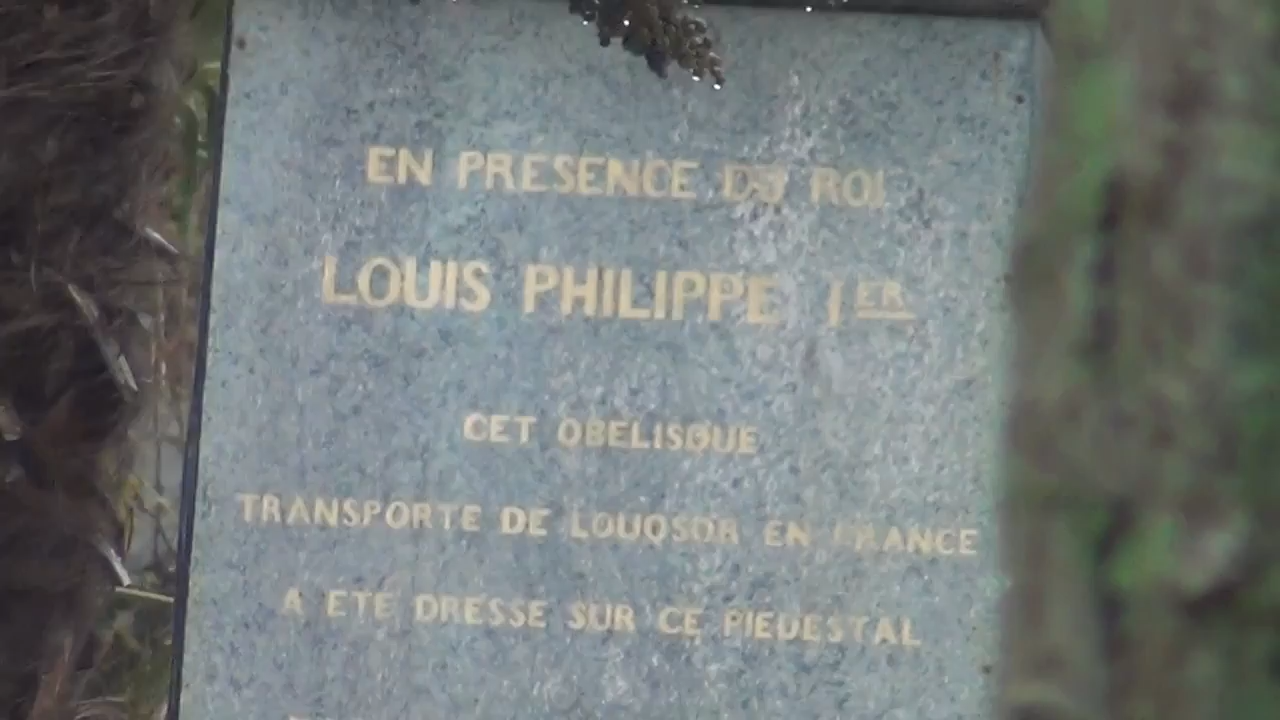 EN PRESENCE DU ROI
LOUIS PHILIPPE 1ER
CET OBELISQUE
TRANSPORTE DE LOUQSOR EN FRANCE
A ETE DRESSE SUR CE PIEDESTAL